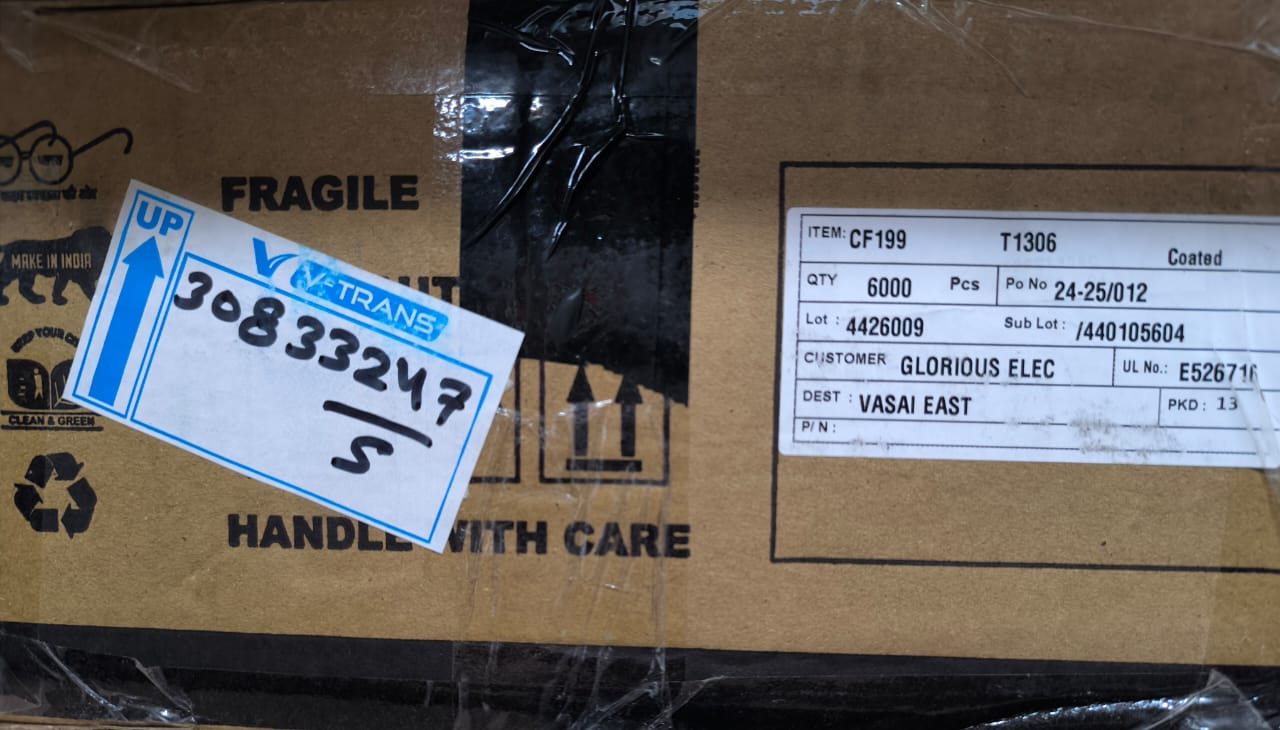 FRAGILE
MAKE IN INDIA
CLEAN & GREEN
UP
V-TRANS
30833247
5
HANDLE WITH CARE
ITEM: CF199 T1306 Coated
QTY 6000 Pcs Po No 24-25/012
Lot : 4426009 Sub Lot : /440105604
CUSTOMER GLORIOUS ELEC UL No.: E52671
DEST : VASAI EAST PKD : 13
P/N :